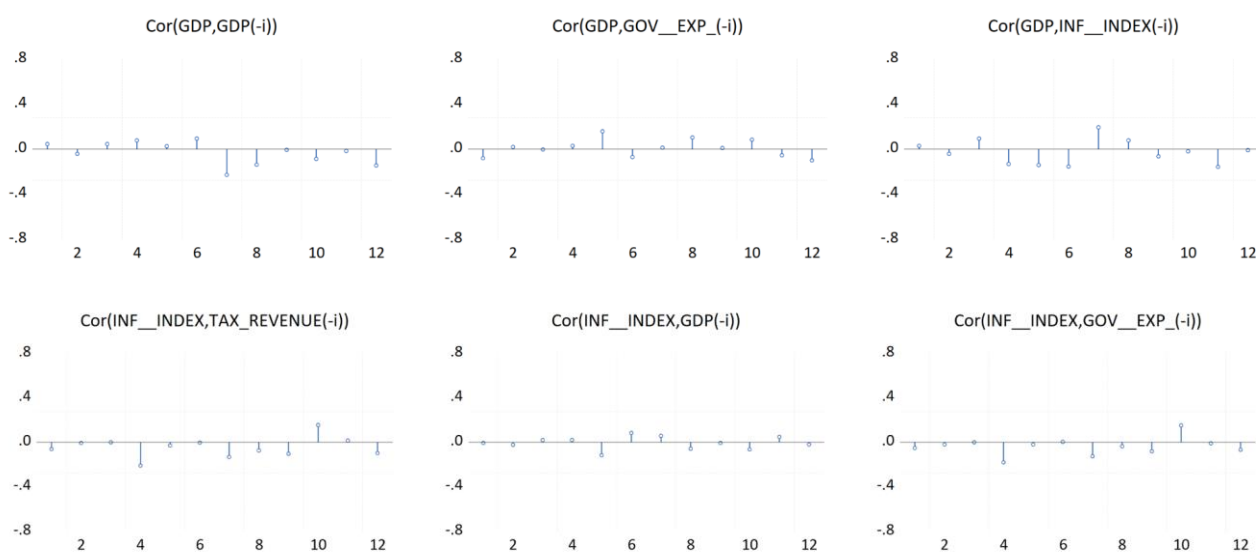 Cor(GDP,GDP(-i))
.8
.4
.0
-.4
-.8
2 4 6 8 10 12
Cor(GDP,GOV__EXP_(-i))
.8
.4
.0
-.4
-.8
2 4 6 8 10 12
Cor(GDP,INF__INDEX(-i))
.8
.4
.0
-.4
-.8
2 4 6 8 10 12
Cor(INF__INDEX,TAX_REVENUE(-i))
.8
.4
.0
-.4
-.8
2 4 6 8 10 12
Cor(INF__INDEX,GDP(-i))
.8
.4
.0
-.4
-.8
2 4 6 8 10 12
Cor(INF__INDEX,GOV__EXP_(-i))
.8
.4
.0
-.4
-.8
2 4 6 8 10 12